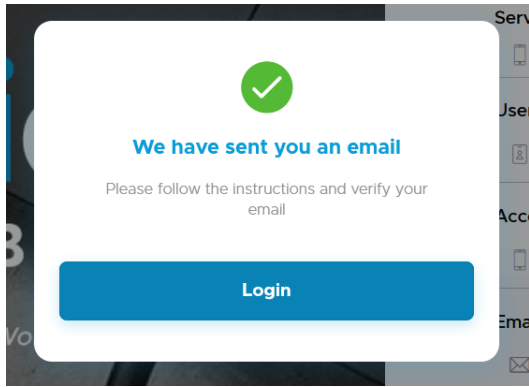 We have sent you an email
Please follow the instructions and verify your
email
Login